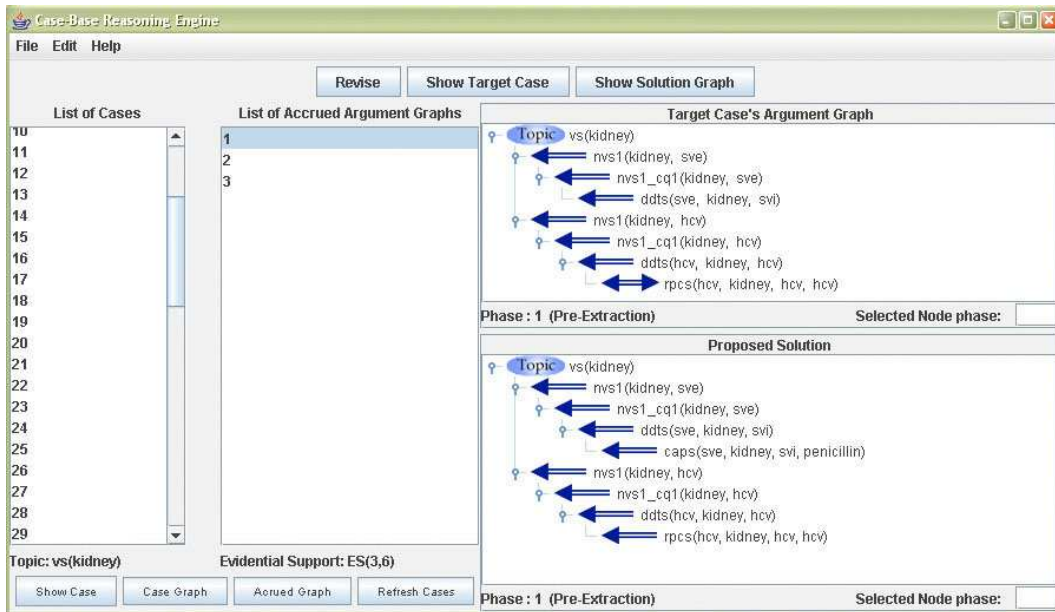 Case-Base Reasoning Engine
File Edit Help
Revise Show Target Case Show Solution Graph
List of Cases
10
11
12
13
14
15
16
17
18
19
20
21
22
23
24
25
26
27
28
29
Topic: vs(kidney)
List of Accrued Argument Graphs
1
2
3
Evidential Support: ES(3,6)
Show Case Case Graph Accrued Graph Refresh Cases
Target Case's Argument Graph
Topic vs(kidney)
nvs1(kidney, sve)
nvs1_cq1(kidney, sve)
ddts(sve, kidney, svi)
nvs1(kidney, hcv)
nvs1_cq1(kidney, hcv)
ddts(hcv, kidney, hcv)
rpcs(hcv, kidney, hcv, hcv)
Phase : 1 (Pre-Extraction) Selected Node phase:
Proposed Solution
Topic vs(kidney)
nvs1(kidney, sve)
nvs1_cq1(kidney, sve)
ddts(sve, kidney, svi)
caps(sve, kidney, svi, penicillin)
nvs1(kidney, hcv)
nvs1_cq1(kidney, hcv)
ddts(hcv, kidney, hcv)
rpcs(hcv, kidney, hcv, hcv)
Phase : 1 (Pre-Extraction) Selected Node phase: